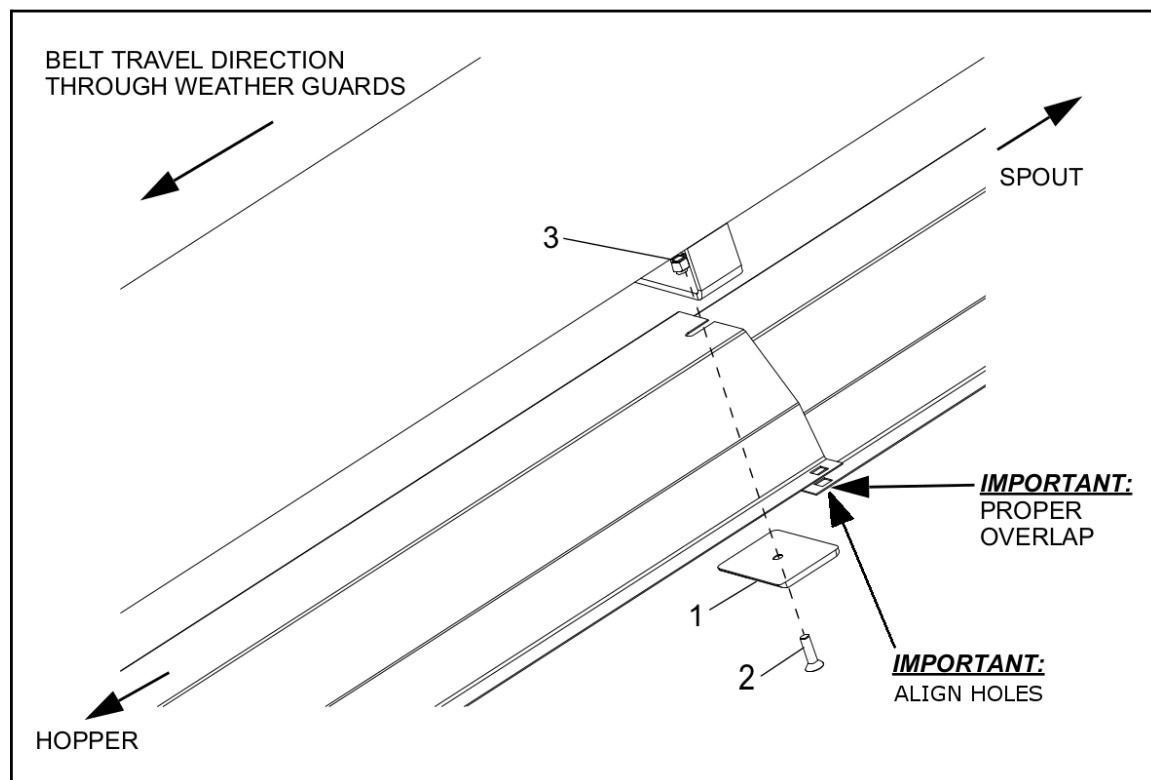 BELT TRAVEL DIRECTION
THROUGH WEATHER GUARDS
SPOUT
3
IMPORTANT:
PROPER
OVERLAP
1
2
IMPORTANT:
ALIGN HOLES
HOPPER